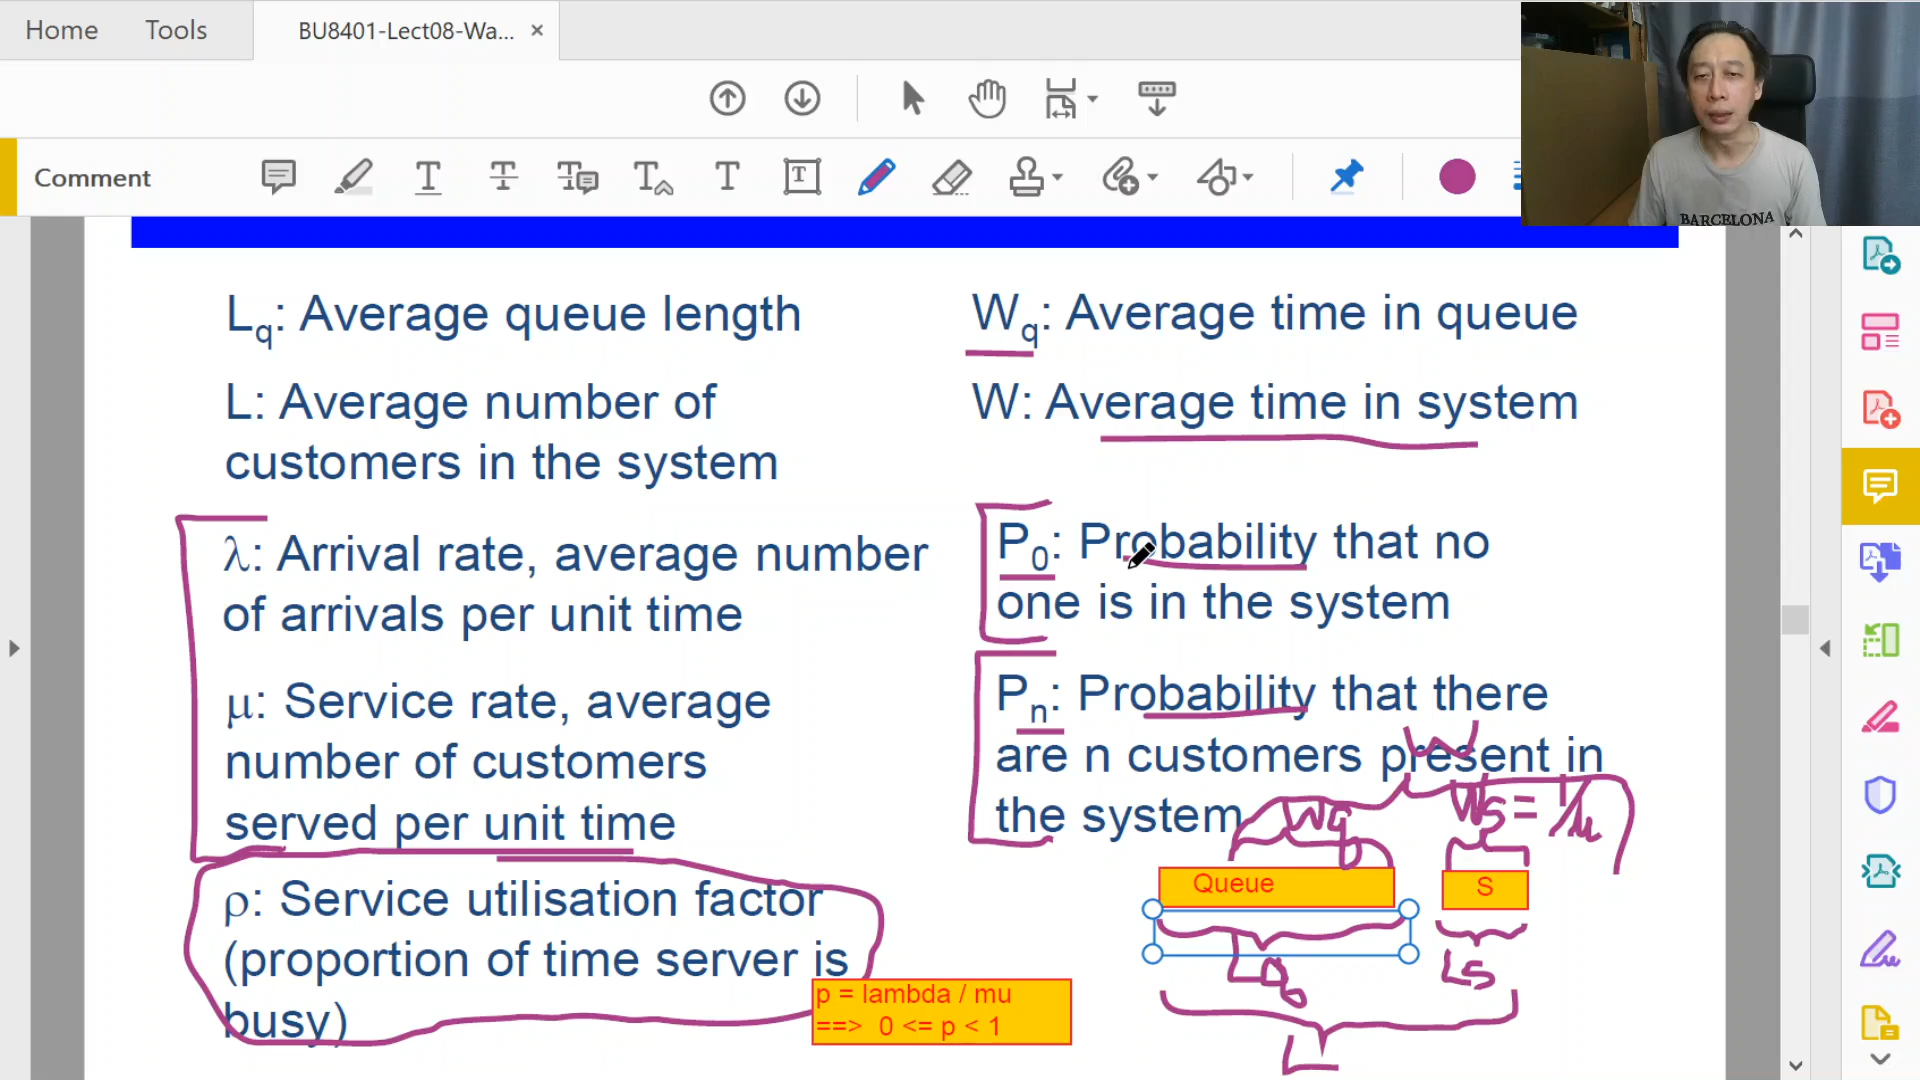 Home
Tools
BU8401-Lect08-Wa...
Comment
BARCELONA
Lq: Average queue length
L: Average number of
customers in the system
λ: Arrival rate, average number
of arrivals per unit time
μ: Service rate, average
number of customers
served per unit time
ρ: Service utilisation factor
(proportion of time server is
busy)
p = lambda / mu
==> 0 <= p < 1
Wq: Average time in queue
W: Average time in system
P0: Probability that no
one is in the system
Pn: Probability that there
are n customers present in
the system
W
Wq
Ws = 1/μ
Queue
S
Lq
Ls
L